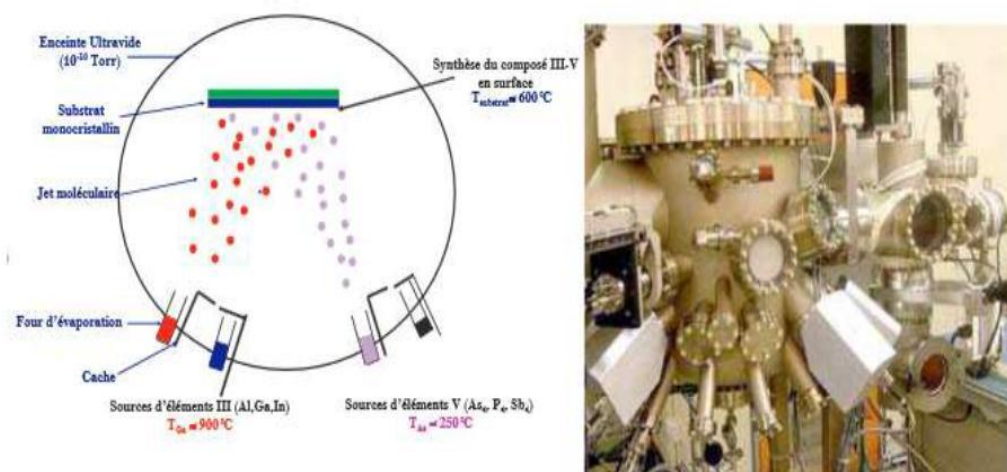 Enceinte Ultravide
(10⁻¹⁰ Torr)
Synthèse du composé III-V
en surface
T_substrat = 600°C
Substrat
monocristallin
Jet moléculaire
Four d'évaporation
Cache
Sources d'éléments III (Al,Ga,In)
T_Ga = 900°C
Sources d'éléments V (As₄, P₄, Sb₄)
T_As = 250°C